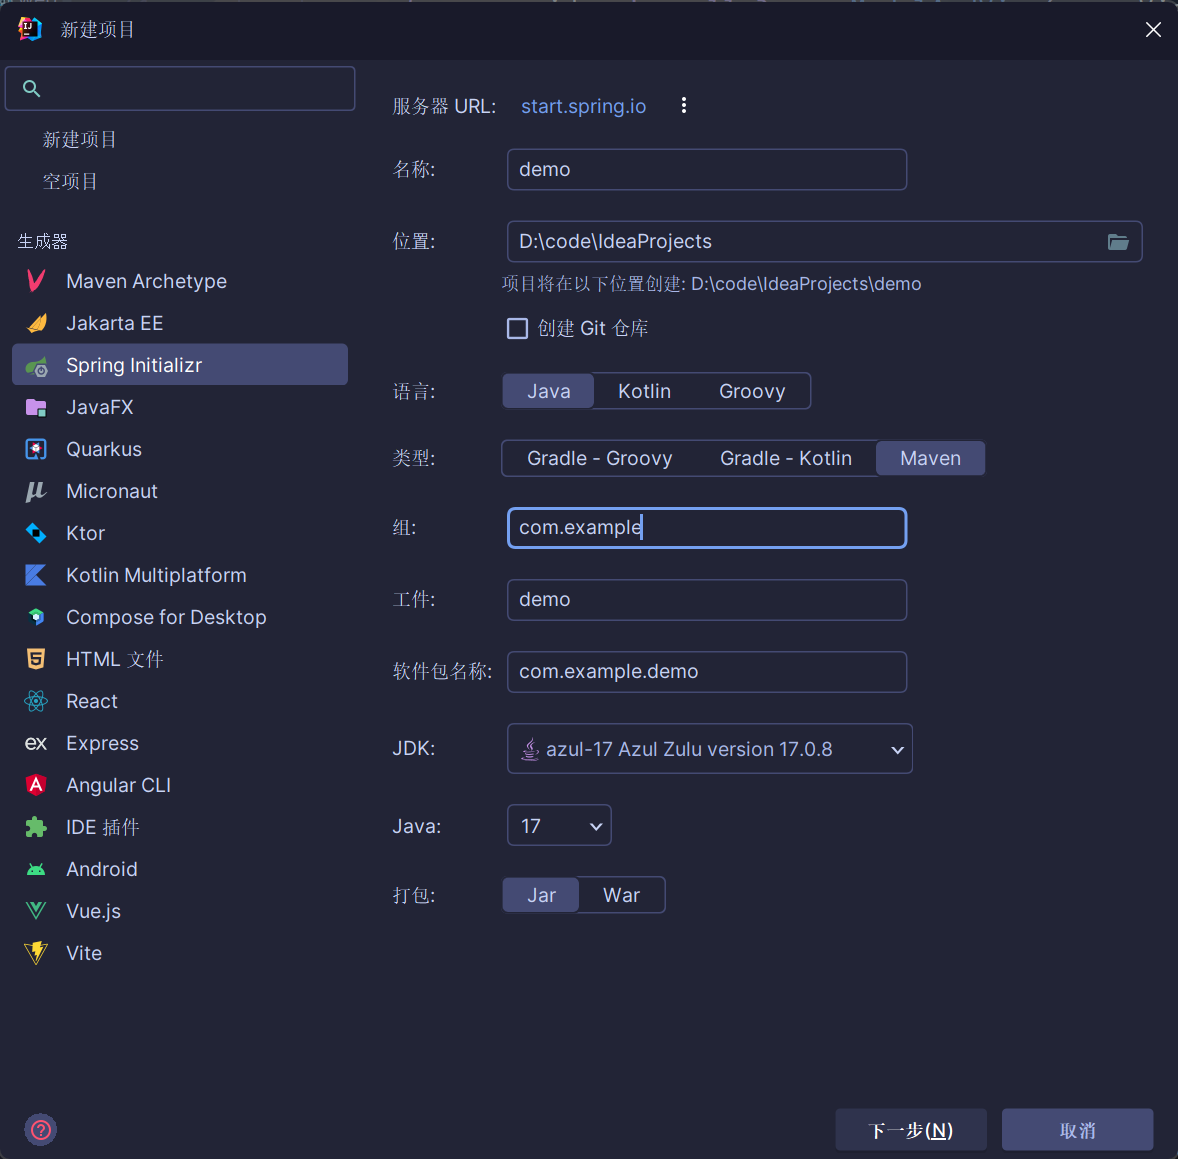 新建项目
新建项目
空项目
生成器
Maven Archetype
Jakarta EE
Spring Initializr
JavaFX
Quarkus
Micronaut
Ktor
Kotlin Multiplatform
Compose for Desktop
HTML 文件
React
Express
Angular CLI
IDE 插件
Android
Vue.js
Vite
服务器 URL: start.spring.io
名称: demo
位置: D:\code\IdeaProjects
项目将在以下位置创建: D:\code\IdeaProjects\demo
创建 Git 仓库
语言: Java Kotlin Groovy
类型: Gradle - Groovy Gradle - Kotlin Maven
组: com.example
工件: demo
软件包名称: com.example.demo
JDK: azul-17 Azul Zulu version 17.0.8
Java: 17
打包: Jar War
下一步(N) 取消